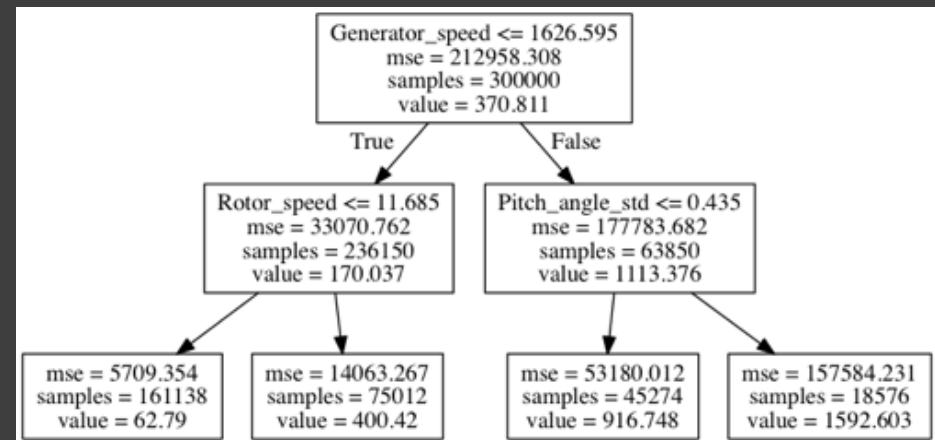 Generator_speed <= 1626.595
mse = 212958.308
samples = 300000
value = 370.811
True
False
Rotor_speed <= 11.685
mse = 33070.762
samples = 236150
value = 170.037
Pitch_angle_std <= 0.435
mse = 177783.682
samples = 63850
value = 1113.376
mse = 5709.354
samples = 161138
value = 62.79
mse = 14063.267
samples = 75012
value = 400.42
mse = 53180.012
samples = 45274
value = 916.748
mse = 157584.231
samples = 18576
value = 1592.603